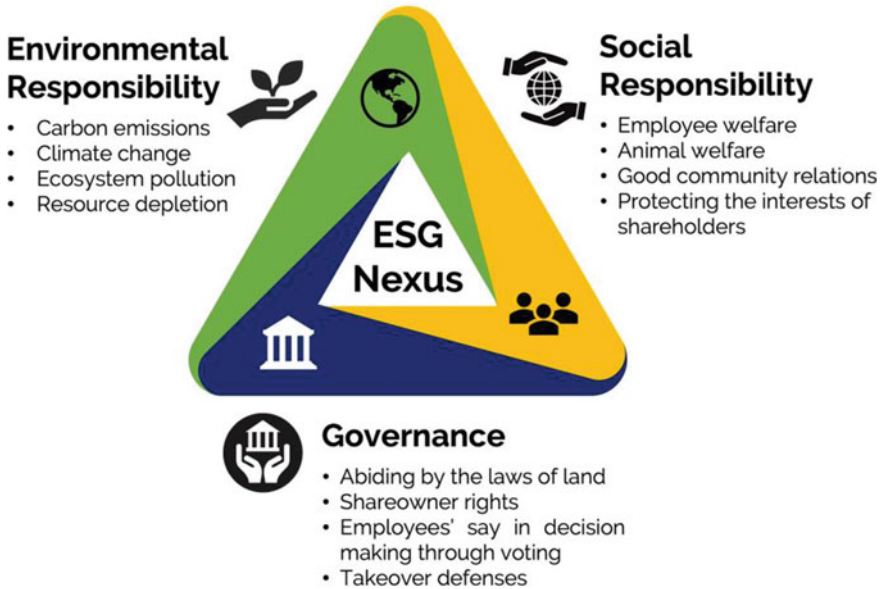 Environmental
Responsibility
• Carbon emissions
• Climate change
• Ecosystem pollution
• Resource depletion
Social
Responsibility
• Employee welfare
• Animal welfare
• Good community relations
• Protecting the interests of
shareholders
ESG
Nexus
Governance
• Abiding by the laws of land
• Shareowner rights
• Employees' say in decision
making through voting
• Takeover defenses